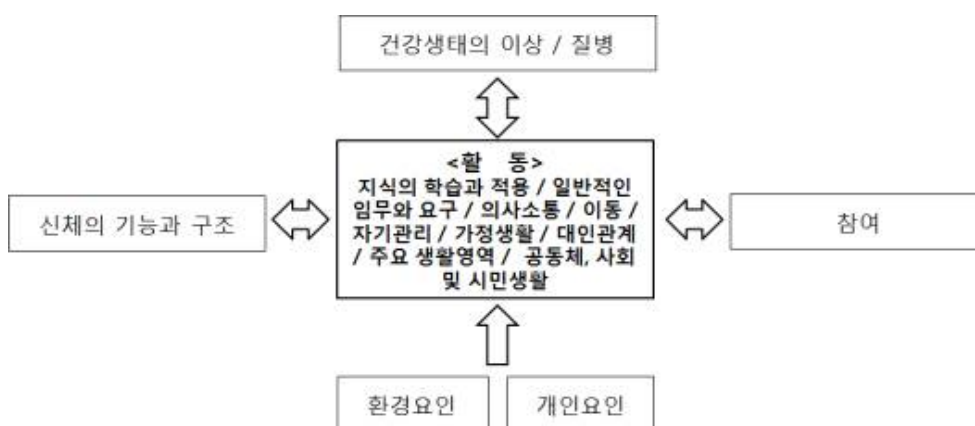 건강생태의 이상 / 질병
<활 동>
지식의 학습과 적용 / 일반적인
임무와 요구 / 의사소통 / 이동 /
자기관리 / 가정생활 / 대인관계
/ 주요 생활영역 / 공동체, 사회
및 시민생활
신체의 기능과 구조
참여
환경요인
개인요인